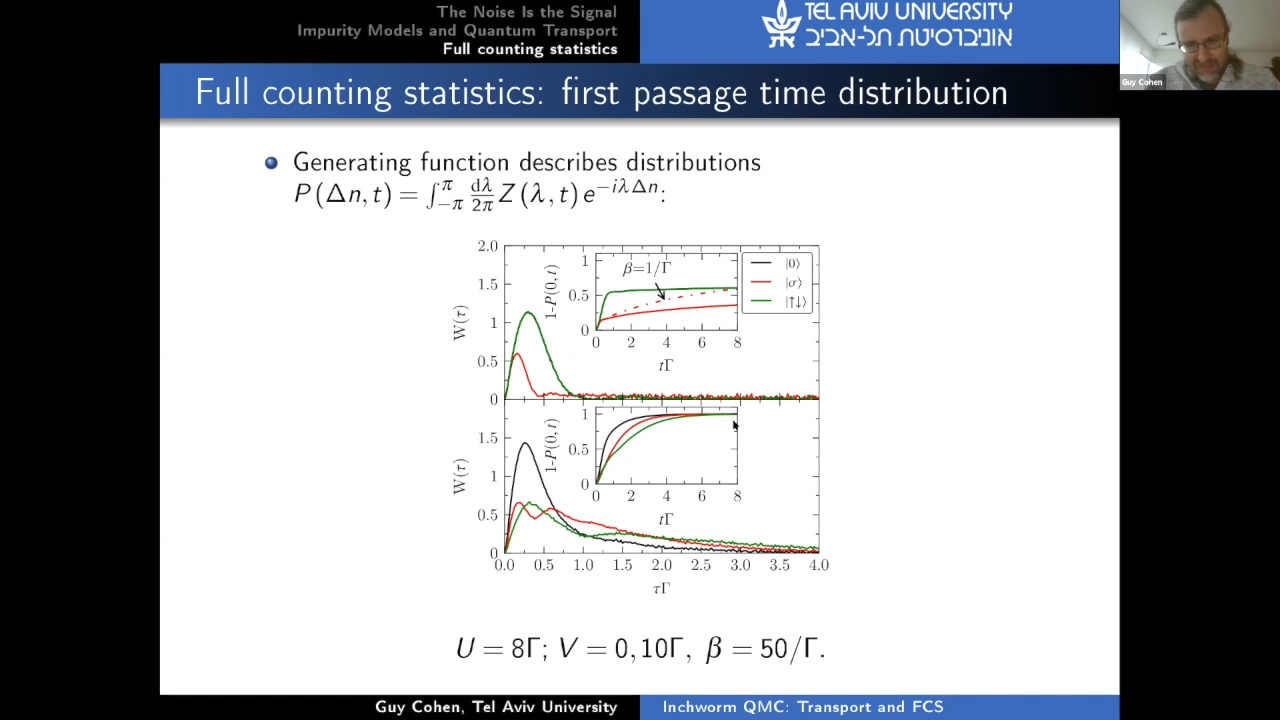 The Noise Is the Signal
Impurity Models and Quantum Transport
Full counting statistics
TEL AVIV UNIVERSITY
אוניברסיטת תל-אביב
Guy Cohen
Full counting statistics: first passage time distribution
Generating function describes distributions
P (Δn, t) = ∫_{-π}^{π} dλ/2π Z (λ, t) e^{-iλΔn}:
2.0
1.5
1
0.5
0
W(τ)
1
0.5
0
1-P(0,t)
β=1/Γ
0 2 4 6 8
tΓ
|0⟩
|σ⟩
|↑↓⟩
1.5
1
0.5
0
W(τ)
1
0.5
0
1-P(0,t)
0 2 4 6 8
tΓ
0.0 0.5 1.0 1.5 2.0 2.5 3.0 3.5 4.0
τΓ
U = 8Γ; V = 0, 10Γ, β = 50/Γ.
Guy Cohen, Tel Aviv University
Inchworm QMC: Transport and FCS